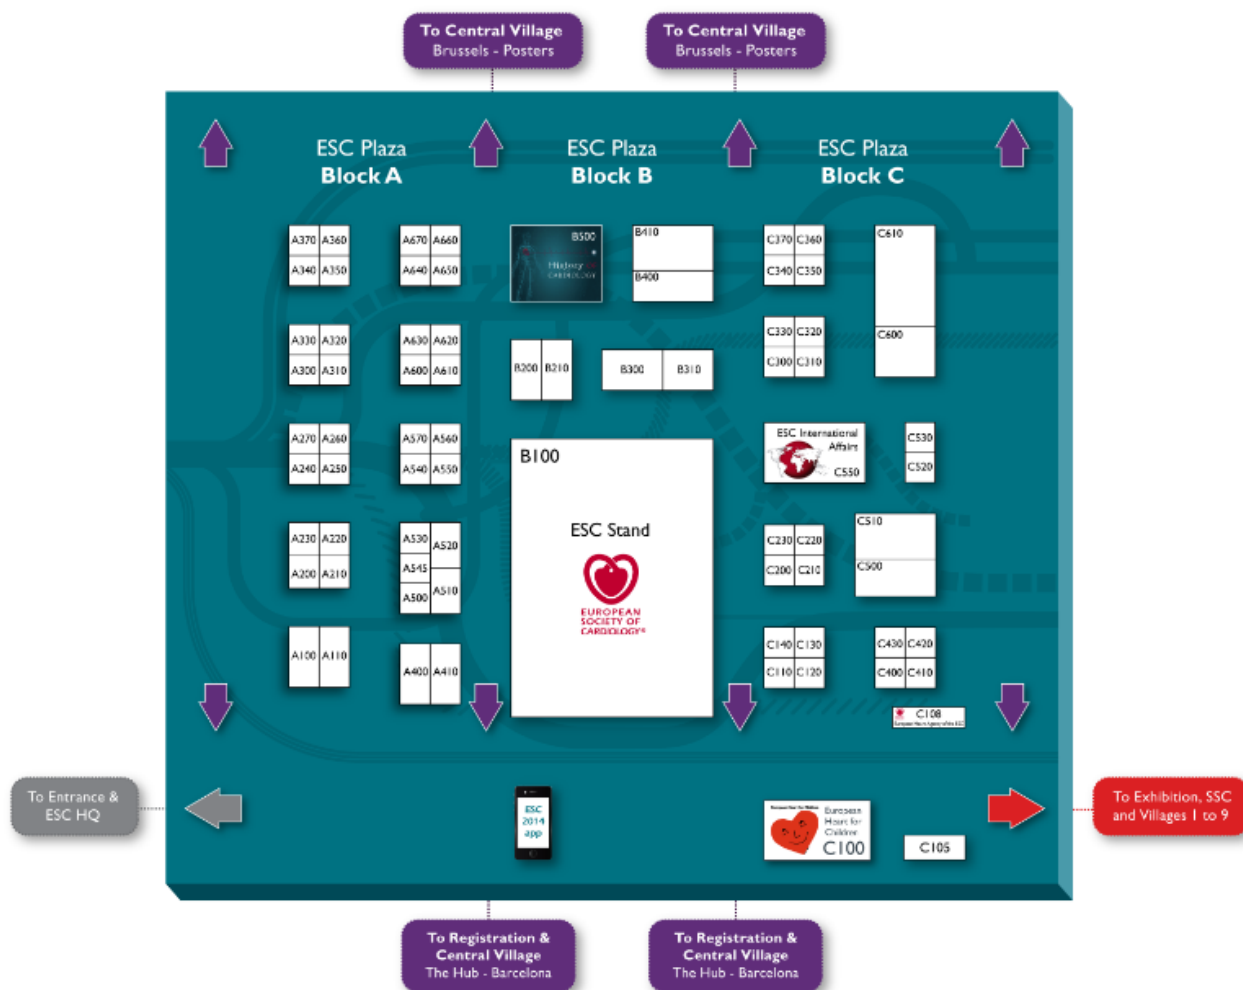 To Central Village
Brussels - Posters
To Central Village
Brussels - Posters
ESC Plaza
Block A
ESC Plaza
Block B
ESC Plaza
Block C
A370 A360
A340 A350
A670 A660
A640 A650
B500
History
CARDIOLOGY
B410
B400
C370 C360
C340 C350
C610
C600
A330 A320
A300 A310
A630 A620
A600 A610
B200 B210
B300 B310
C330 C320
C300 C310
A270 A260
A240 A250
A570 A560
A540 A550
B100
ESC Stand
EUROPEAN
SOCIETY OF
CARDIOLOGY®
ESC International
Affairs
C550
C530
C520
A230 A220
A200 A210
A530
A520
A545
A510
A500
C230 C220
C200 C210
C510
C500
A100 A110
A400 A410
C140 C130
C110 C120
C430 C420
C400 C410
C108
To Entrance &
ESC HQ
ESC
2014
app
European
Heart for
Children
C100
C105
To Exhibition, SSC
and Villages 1 to 9
To Registration &
Central Village
The Hub - Barcelona
To Registration &
Central Village
The Hub - Barcelona